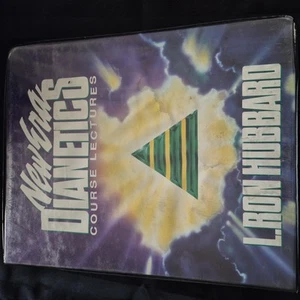 New Era
DIANETICS
COURSE LECTURES
L. RON HUBBARD